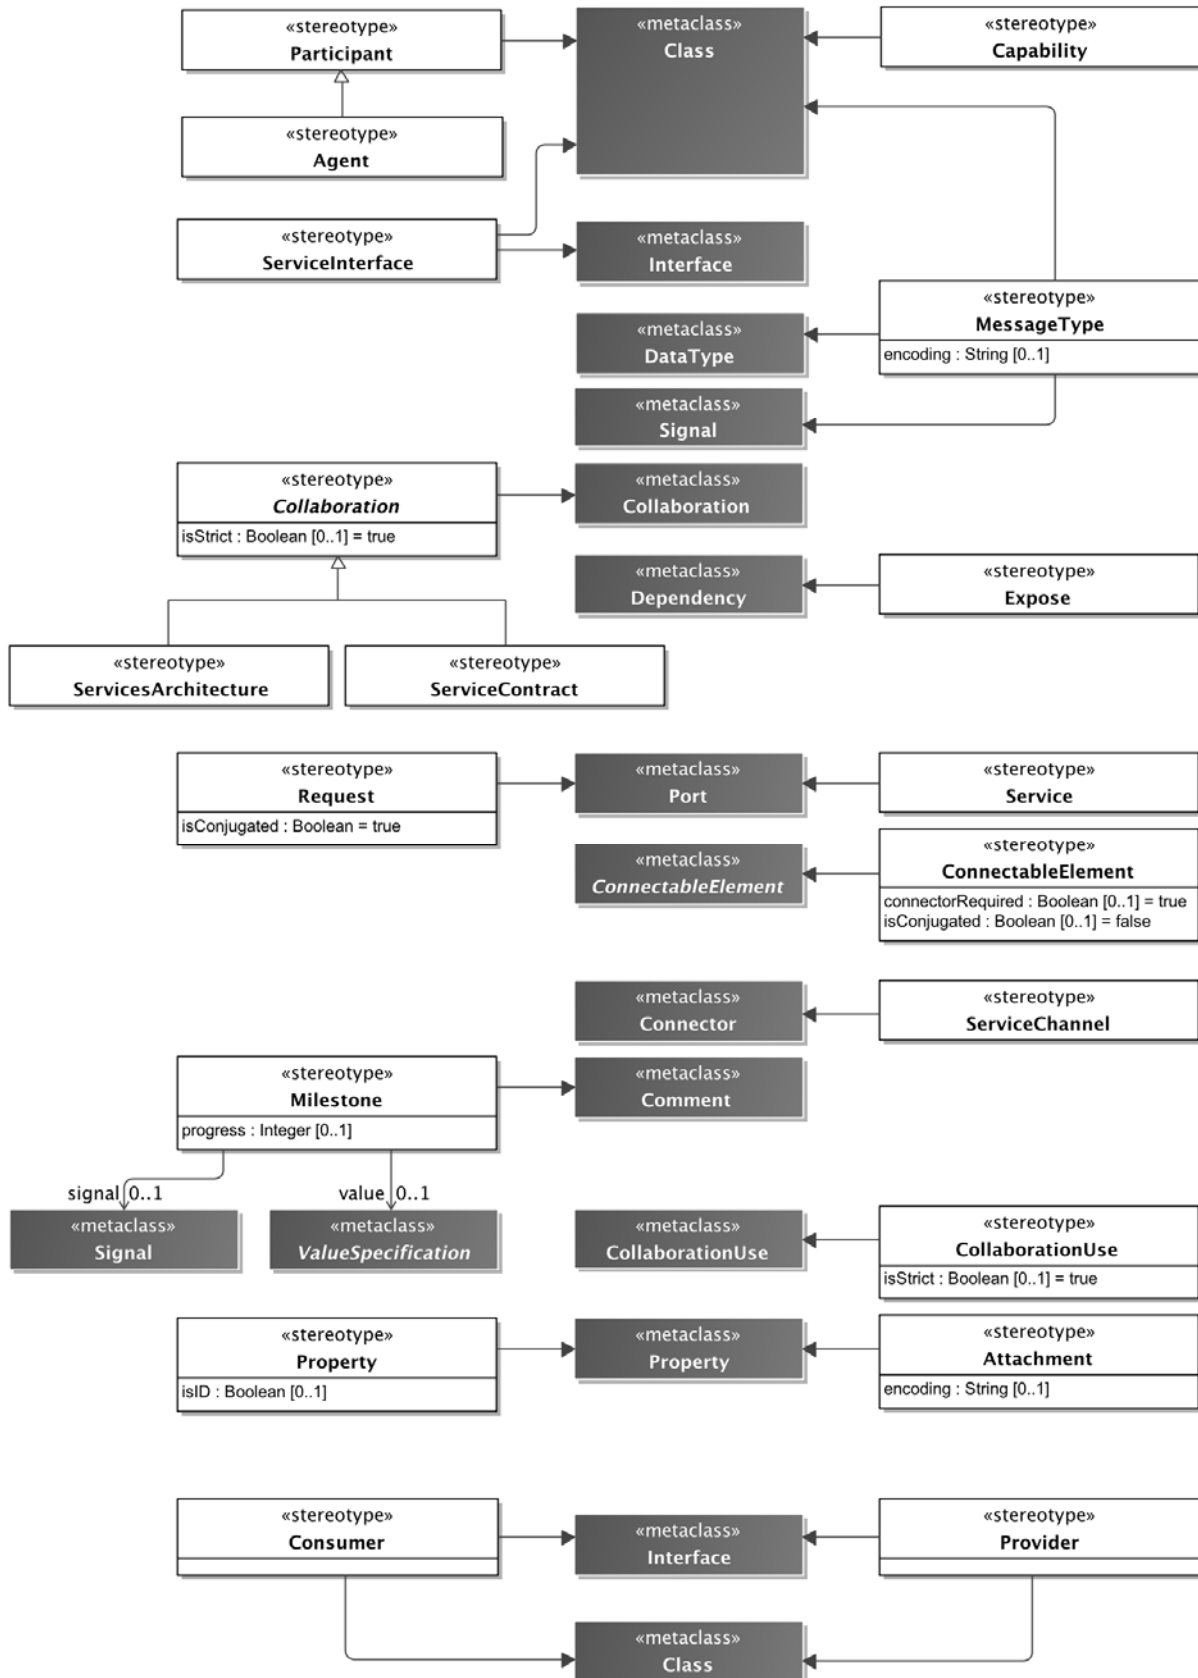 «stereotype»
Participant
«metaclass»
Class
«stereotype»
Capability
«stereotype»
Agent
«stereotype»
ServiceInterface
«metaclass»
Interface
«stereotype»
MessageType
encoding : String [0..1]
«metaclass»
DataType
«metaclass»
Signal
«stereotype»
Collaboration
isStrict : Boolean [0..1] = true
«metaclass»
Collaboration
«metaclass»
Dependency
«stereotype»
Expose
«stereotype»
ServicesArchitecture
«stereotype»
ServiceContract
«stereotype»
Request
isConjugated : Boolean = true
«metaclass»
Port
«stereotype»
Service
«metaclass»
ConnectableElement
«stereotype»
ConnectableElement
connectorRequired : Boolean [0..1] = true
isConjugated : Boolean [0..1] = false
«metaclass»
Connector
«stereotype»
ServiceChannel
«stereotype»
Milestone
progress : Integer [0..1]
«metaclass»
Comment
signal 0..1
value 0..1
«metaclass»
Signal
«metaclass»
ValueSpecification
«metaclass»
CollaborationUse
«stereotype»
CollaborationUse
isStrict : Boolean [0..1] = true
«stereotype»
Property
isID : Boolean [0..1]
«metaclass»
Property
«stereotype»
Attachment
encoding : String [0..1]
«stereotype»
Consumer
«metaclass»
Interface
«stereotype»
Provider
«metaclass»
Class